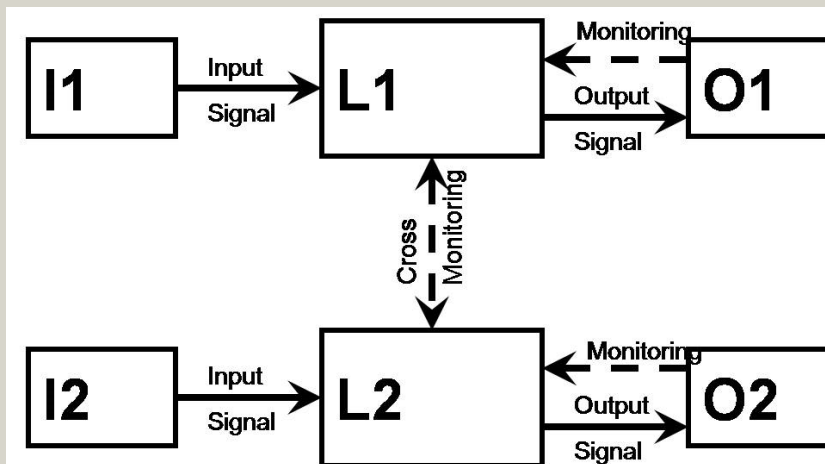 Monitoring
I1
Input
Signal
L1
Output
Signal
O1
Cross
Monitoring
Monitoring
I2
Input
Signal
L2
Output
Signal
O2